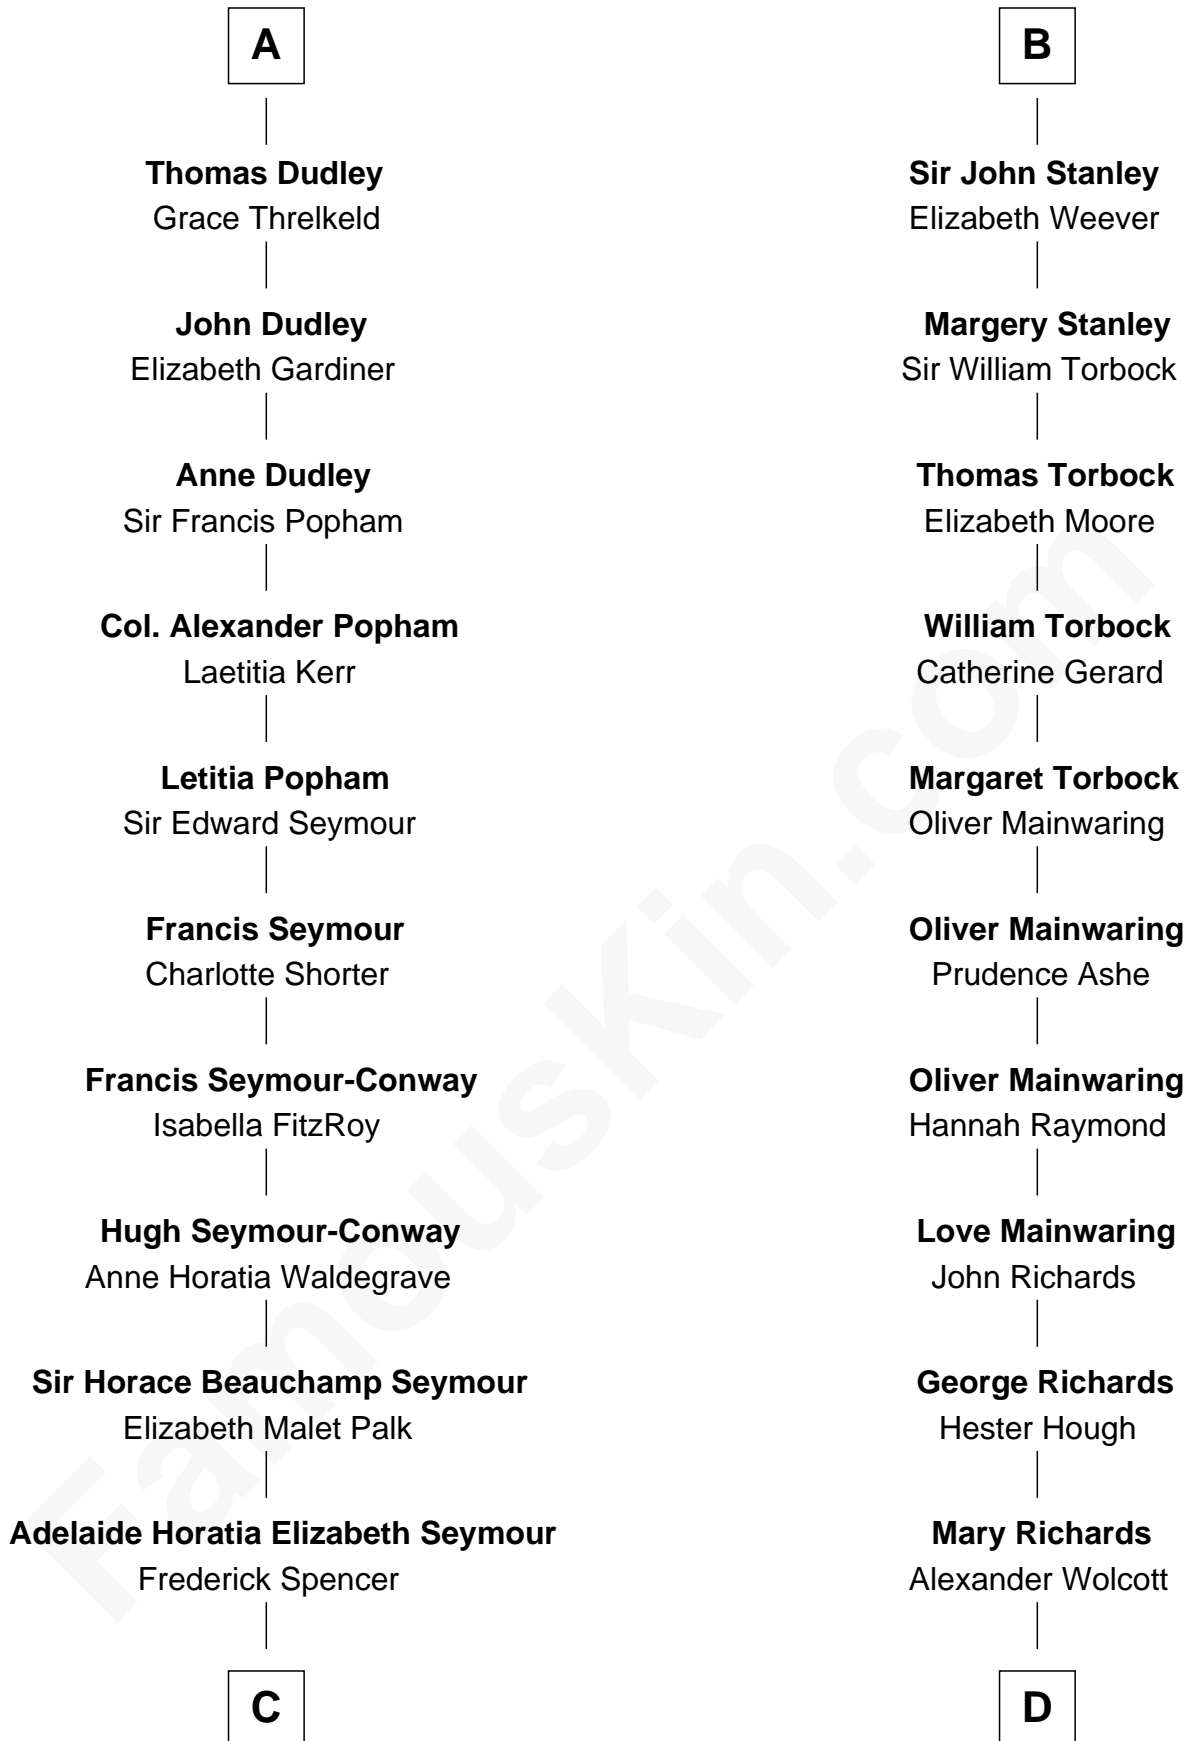 A
Thomas Dudley
Grace Threlkeld
John Dudley
Elizabeth Gardiner
Anne Dudley
Sir Francis Popham
Col. Alexander Popham
Laetitia Kerr
Letitia Popham
Sir Edward Seymour
Francis Seymour
Charlotte Shorter
Francis Seymour-Conway
Isabella FitzRoy
Hugh Seymour-Conway
Anne Horatia Waldegrave
Sir Horace Beauchamp Seymour
Elizabeth Malet Palk
Adelaide Horatia Elizabeth Seymour
Frederick Spencer
C
B
Sir John Stanley
Elizabeth Weever
Margery Stanley
Sir William Torbock
Thomas Torbock
Elizabeth Moore
William Torbock
Catherine Gerard
Margaret Torbock
Oliver Mainwaring
Oliver Mainwaring
Prudence Ashe
Oliver Mainwaring
Hannah Raymond
Love Mainwaring
John Richards
George Richards
Hester Hough
Mary Richards
Alexander Wolcott
D
FamousKin.com